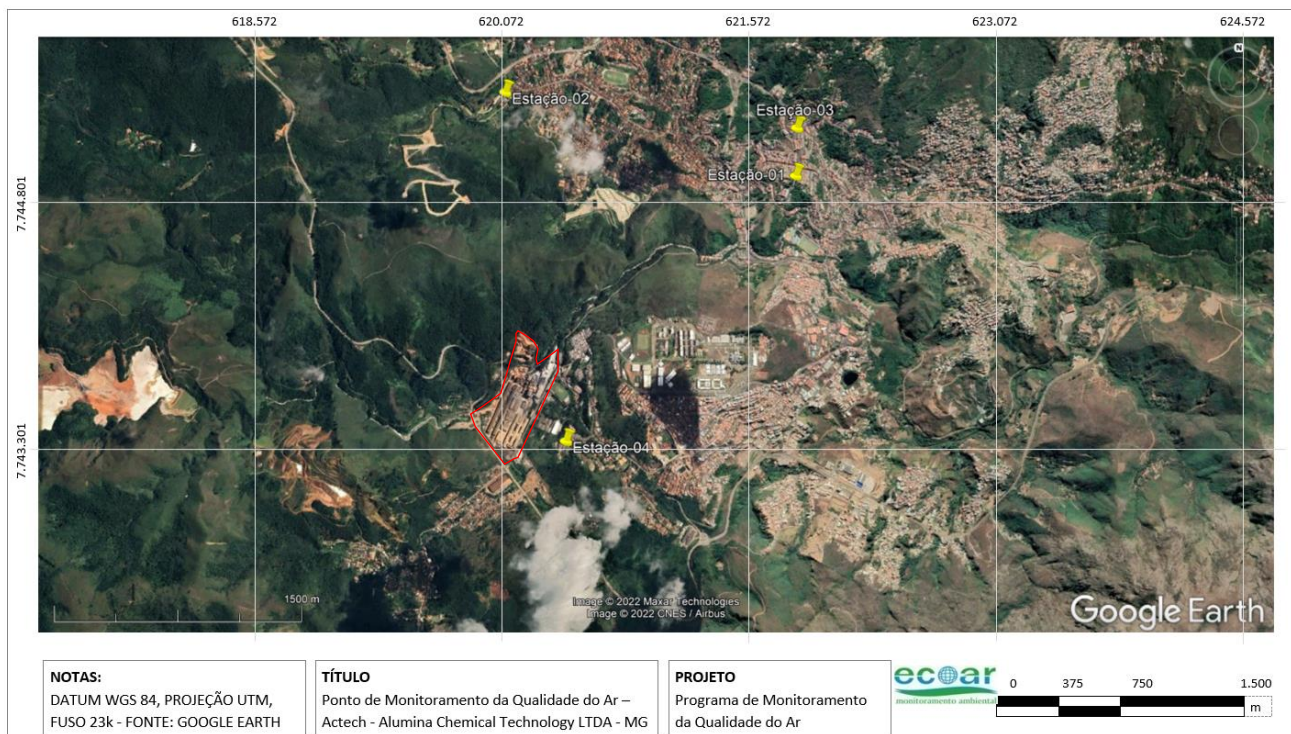 618.572 620.072 621.572 623.072 624.572
N
Estação-02
Estação-03
Estação-01
7.744.801
7.743.301
Estação-04
1500 m
Image © 2022 Maxar Technologies
Image © 2022 CNES / Airbus
Google Earth
NOTAS:
DATUM WGS 84, PROJEÇÃO UTM,
FUSO 23k - FONTE: GOOGLE EARTH
TÍTULO
Ponto de Monitoramento da Qualidade do Ar –
Actech - Alumina Chemical Technology LTDA - MG
PROJETO
Programa de Monitoramento
da Qualidade do Ar
ecoar
monitoramento ambiental
0 375 750 1.500
m